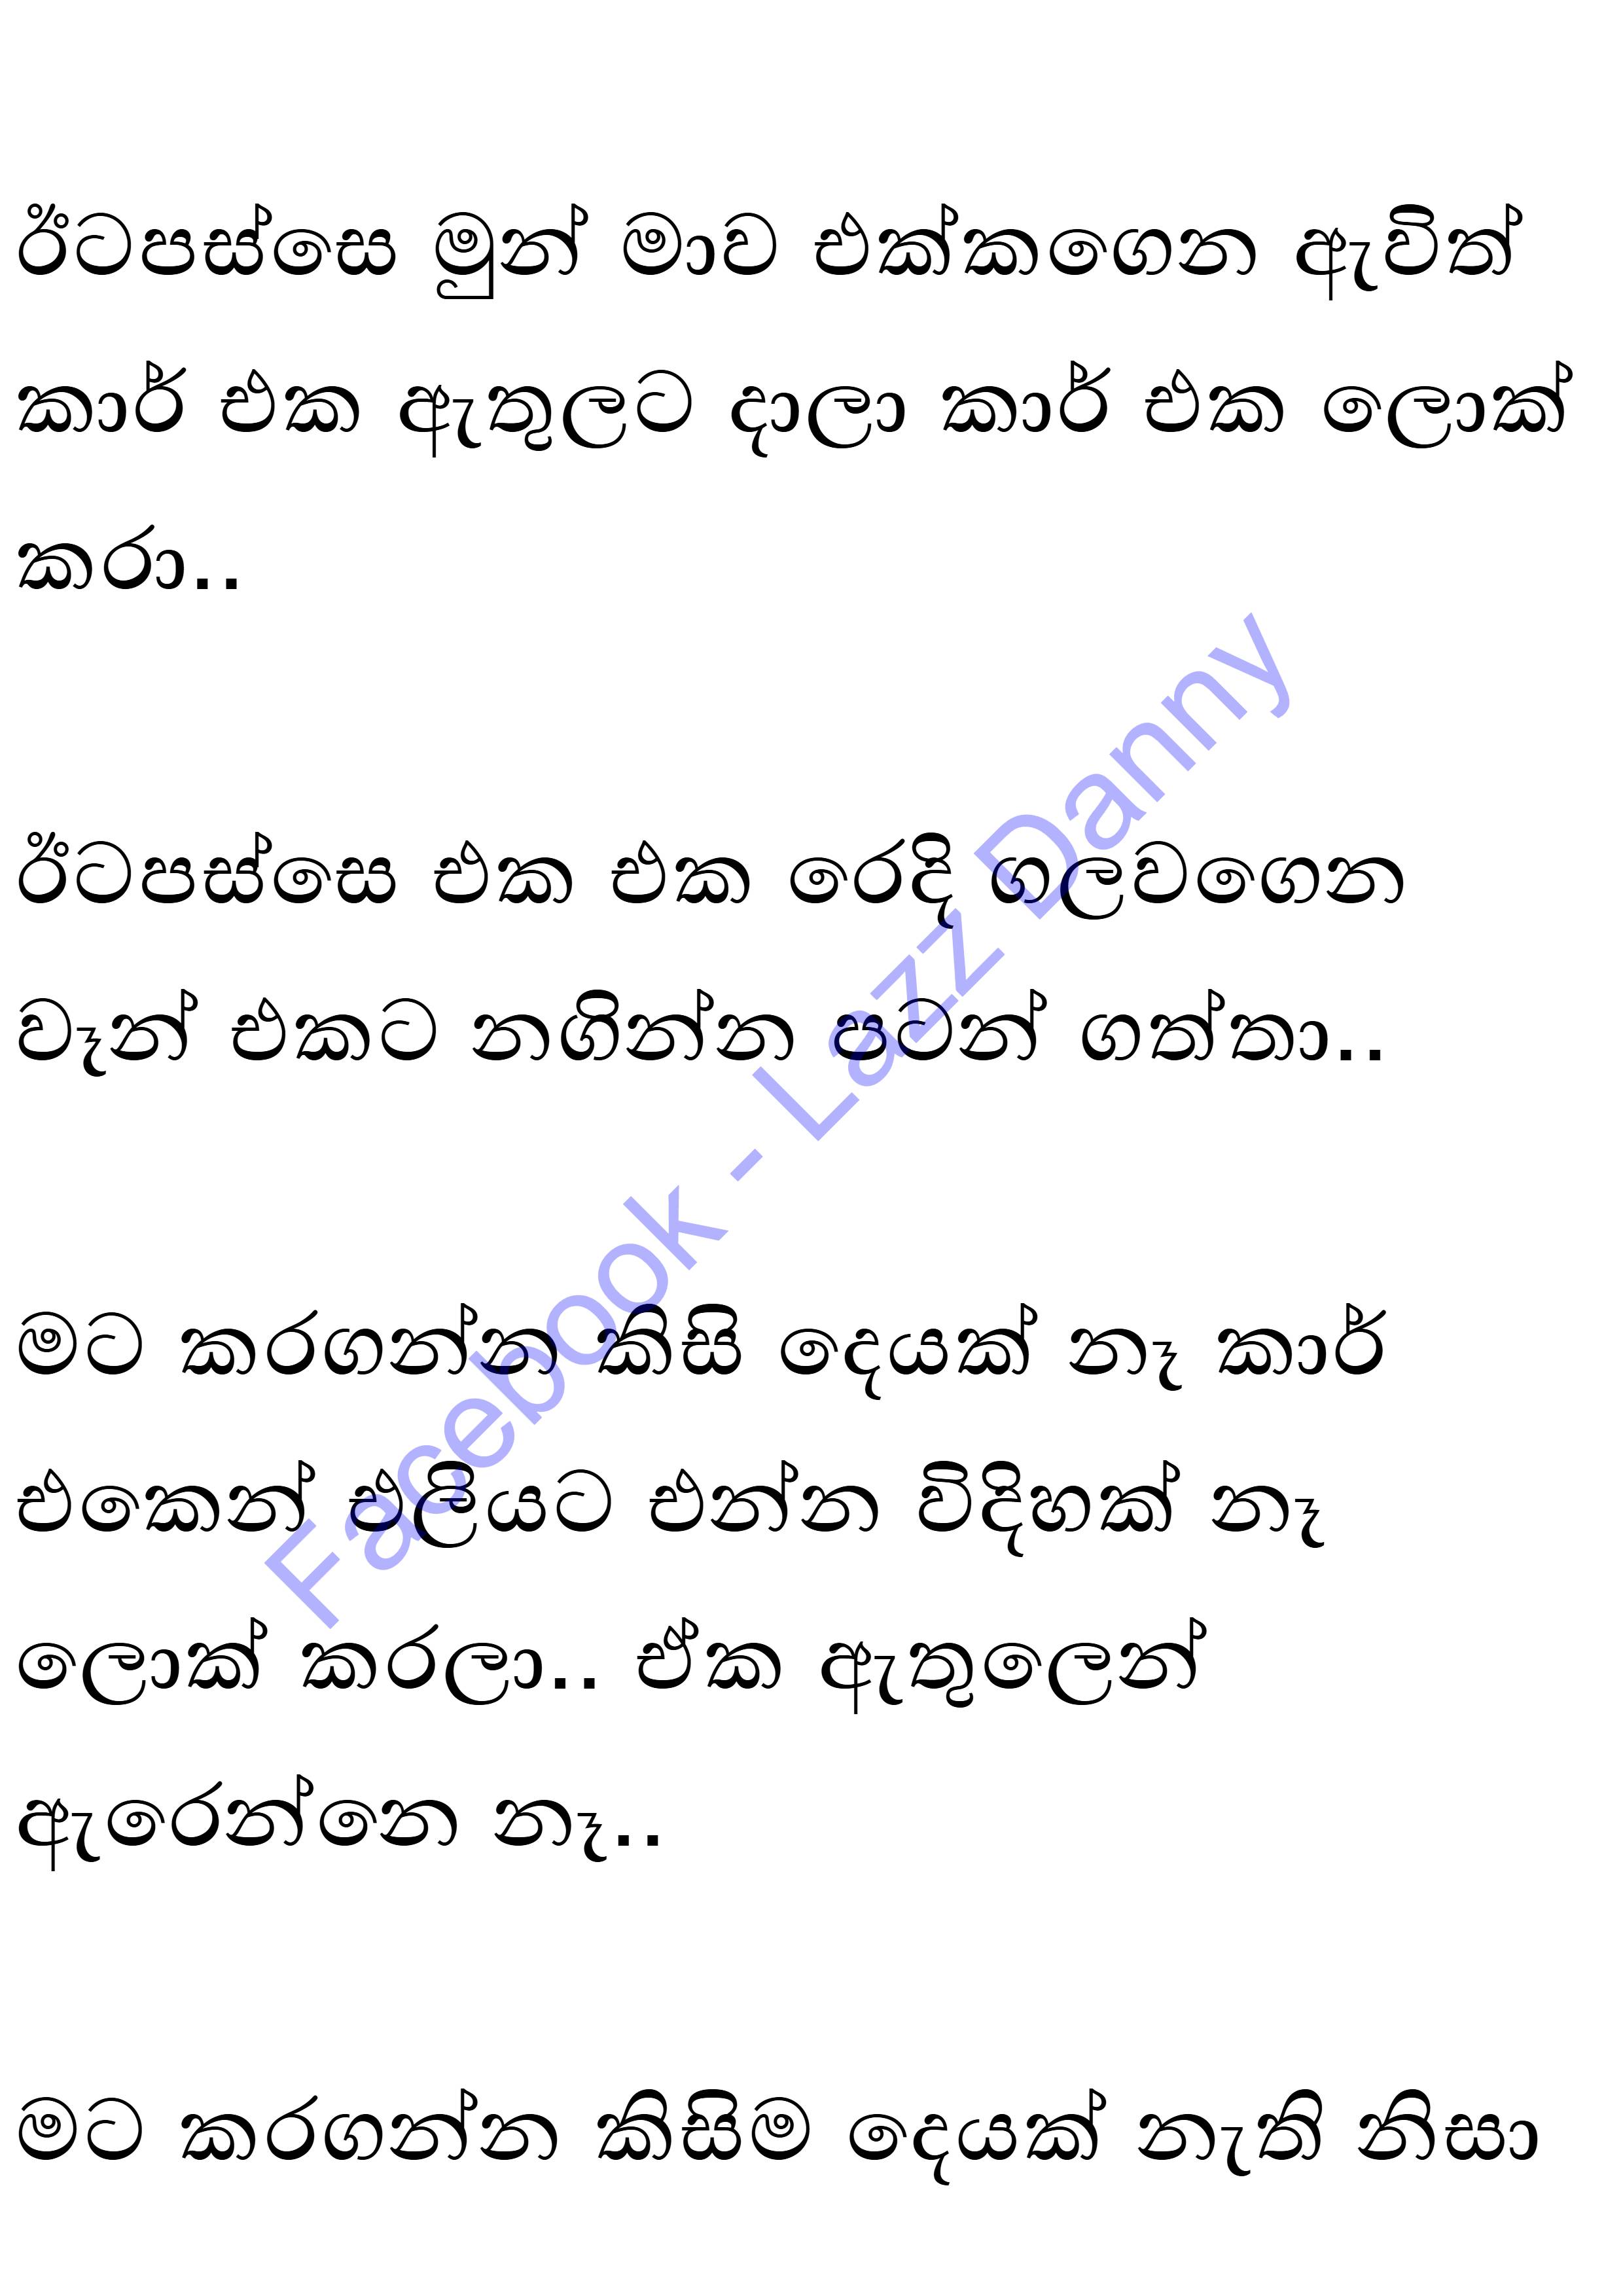 ඊටපස්සෙ මුන් මාව එක්කගෙන ඇවිත්
කාර් එක ඇතුලට දාලා කාර් එක ලොක්
කරා..
ඊටපස්සෙ එක එක රෙදි ගලවගෙන
වෑන් එකට නගින්න පටන් ගත්තා..
මට කරගන්න කිසි දෙයක් නෑ කාර්
එකෙන් එලියට එන්න විදිහක් නෑ
ලොක් කරලා.. ඒක ඇතුලෙන්
ඇරෙන්නෙ නෑ..
මට කරගන්න කිසිම දෙයක් නැති නිසා
Facebook - Lazz Danny